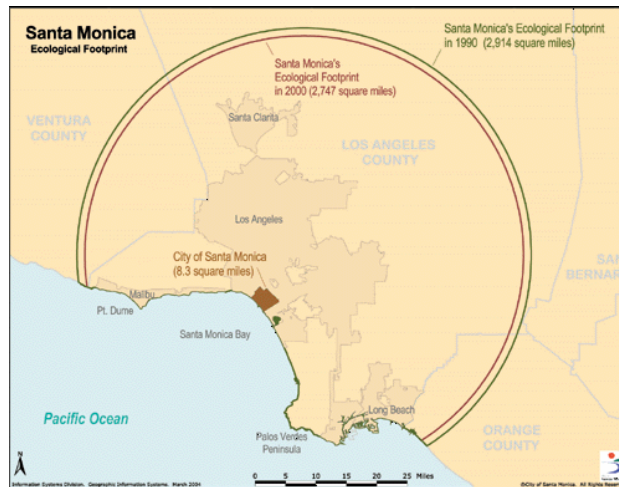 Santa Monica
Ecological Footprint
Santa Monica's Ecological Footprint
in 1990 (2,914 square miles)
Santa Monica's
Ecological Footprint
in 2000 (2,747 square miles)
VENTURA
COUNTY
Santa Clarita
LOS ANGELES
COUNTY
Los Angeles
City of Santa Monica
(8.3 square miles)
SAN
BERNAR
Malibu
Pt. Dume
Santa Monica Bay
Pacific Ocean
Long Beach
Palos Verdes
Peninsula
ORANGE
COUNTY
N
0 5 10 15 20 25 Miles
Information Systems Division. Geographic Information Systems. March 2004
©City of Santa Monica. All Rights Reserved.